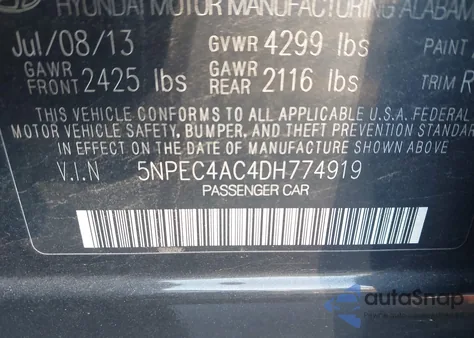 HYUNDAI MOTOR MANUFACTURING ALABAM
Jul/08/13 GVWR 4299 lbs PAINT
GAWR FRONT 2425 lbs GAWR REAR 2116 lbs TRIM
THIS VEHICLE CONFORMS TO ALL APPLICABLE U.S.A. FEDERAL
MOTOR VEHICLE SAFETY, BUMPER, AND THEFT PREVENTION STANDAR
IN EFFECT ON THE DATE OF MANUFACTURE SHOWN ABOVE.
V.I.N 5NPEC4AC4DH774919
PASSENGER CAR
autoSnap